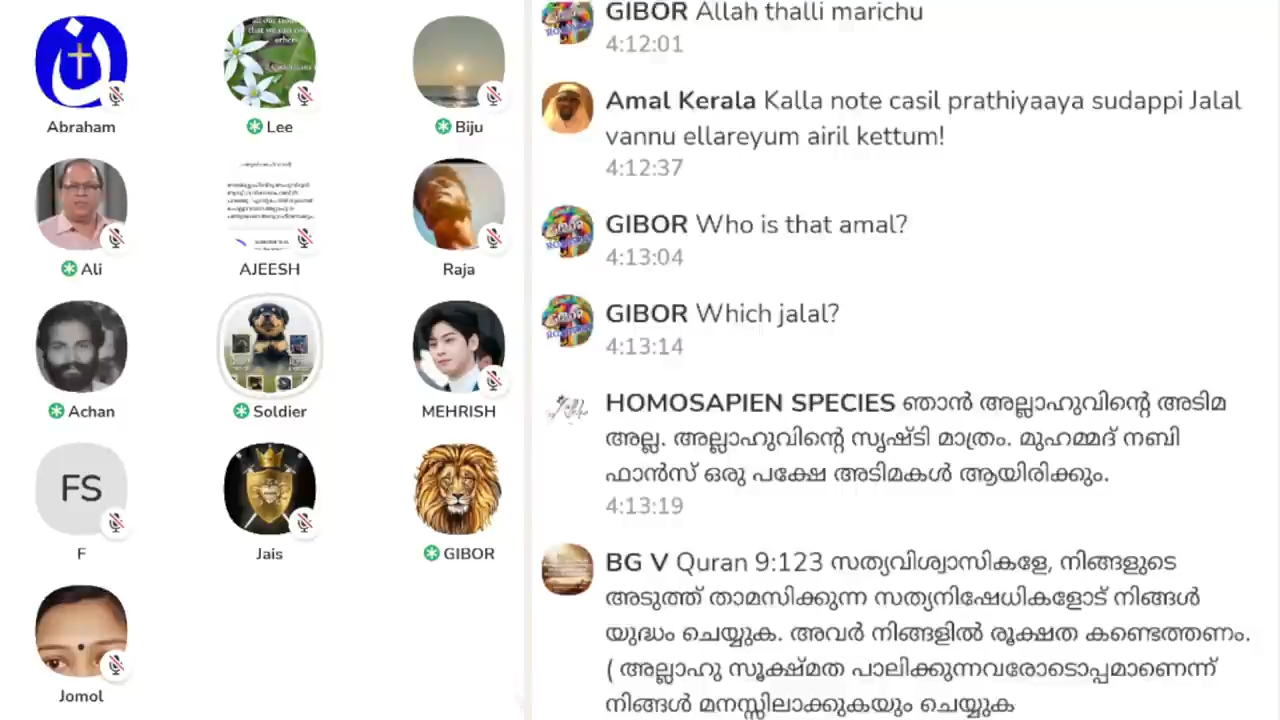 Abraham
Lee
Biju
Ali
AJEESH
Raja
Achan
Soldier
MEHRISH
FS
F
Jais
GIBOR
Jomol
GIBOR Allah thalli marichu
4:12:01
Amal Kerala Kalla note casil prathiyaaya sudappi Jalal
vannu ellareyum airil kettum!
4:12:37
GIBOR Who is that amal?
4:13:04
GIBOR Which jalal?
4:13:14
HOMOSAPIEN SPECIES ഞാൻ അല്ലാഹുവിന്റെ അടിമ
അല്ല. അല്ലാഹുവിന്റെ സൃഷ്ടി മാത്രം. മുഹമ്മദ് നബി
ഫാൻസ് ഒരു പക്ഷേ അടിമകൾ ആയിരിക്കും.
4:13:19
BG V Quran 9:123 സത്യവിശ്വാസികളേ, നിങ്ങളുടെ
അടുത്ത് താമസിക്കുന്ന സത്യനിഷേധികളോട് നിങ്ങൾ
യുദ്ധം ചെയ്യുക. അവർ നിങ്ങളിൽ രൂക്ഷത കണ്ടെത്തണം.
( അല്ലാഹു സൂക്ഷ്മത പാലിക്കുന്നവരോടൊപ്പമാണെന്ന്
നിങ്ങൾ മനസ്സിലാക്കുകയും ചെയ്യുക